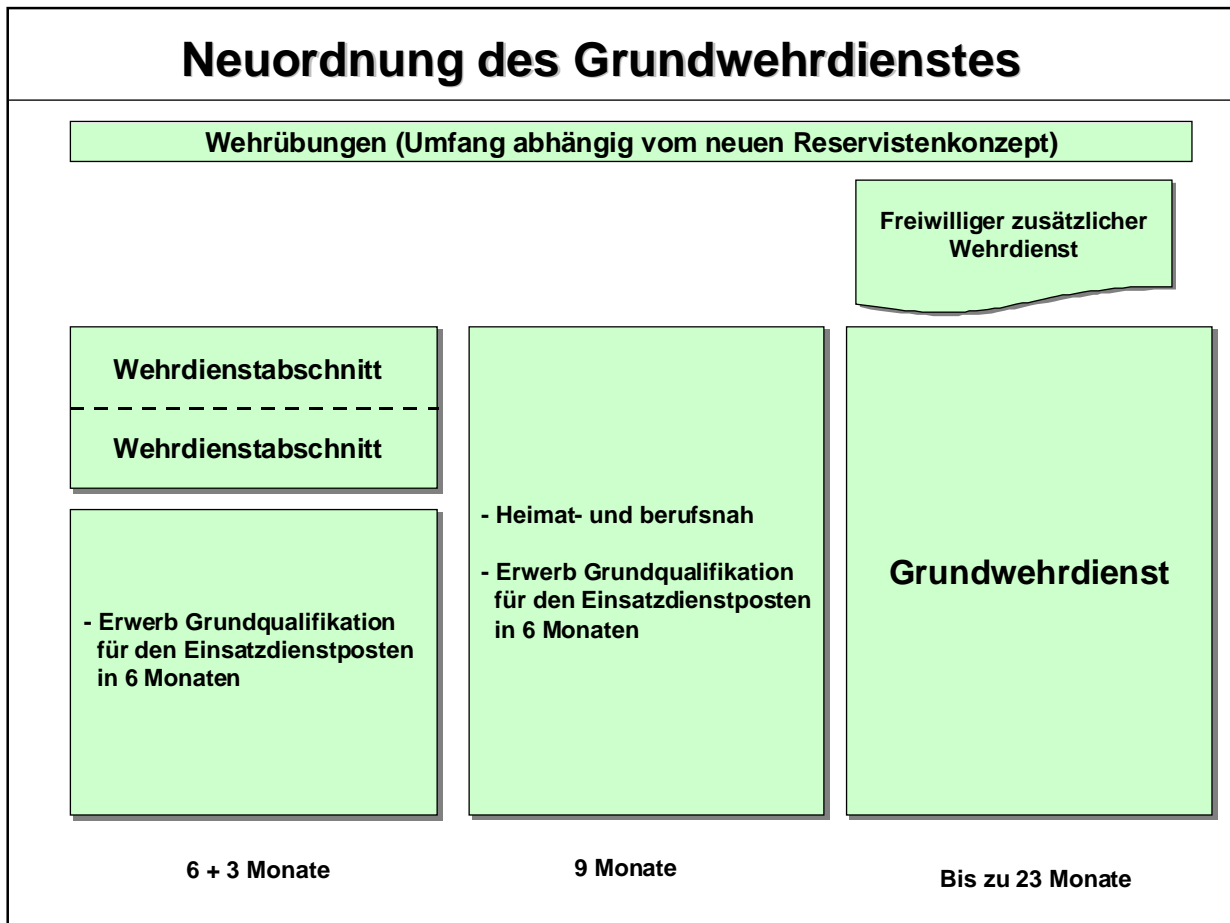 Neuordnung des Grundwehrdienstes
Wehrübungen (Umfang abhängig vom neuen Reservistenkonzept)
Freiwilliger zusätzlicher
Wehrdienst
Wehrdienstabschnitt
Wehrdienstabschnitt
- Erwerb Grundqualifikation
für den Einsatzdienstposten
in 6 Monaten
- Heimat- und berufsnah
- Erwerb Grundqualifikation
für den Einsatzdienstposten
in 6 Monaten
Grundwehrdienst
6 + 3 Monate
9 Monate
Bis zu 23 Monate